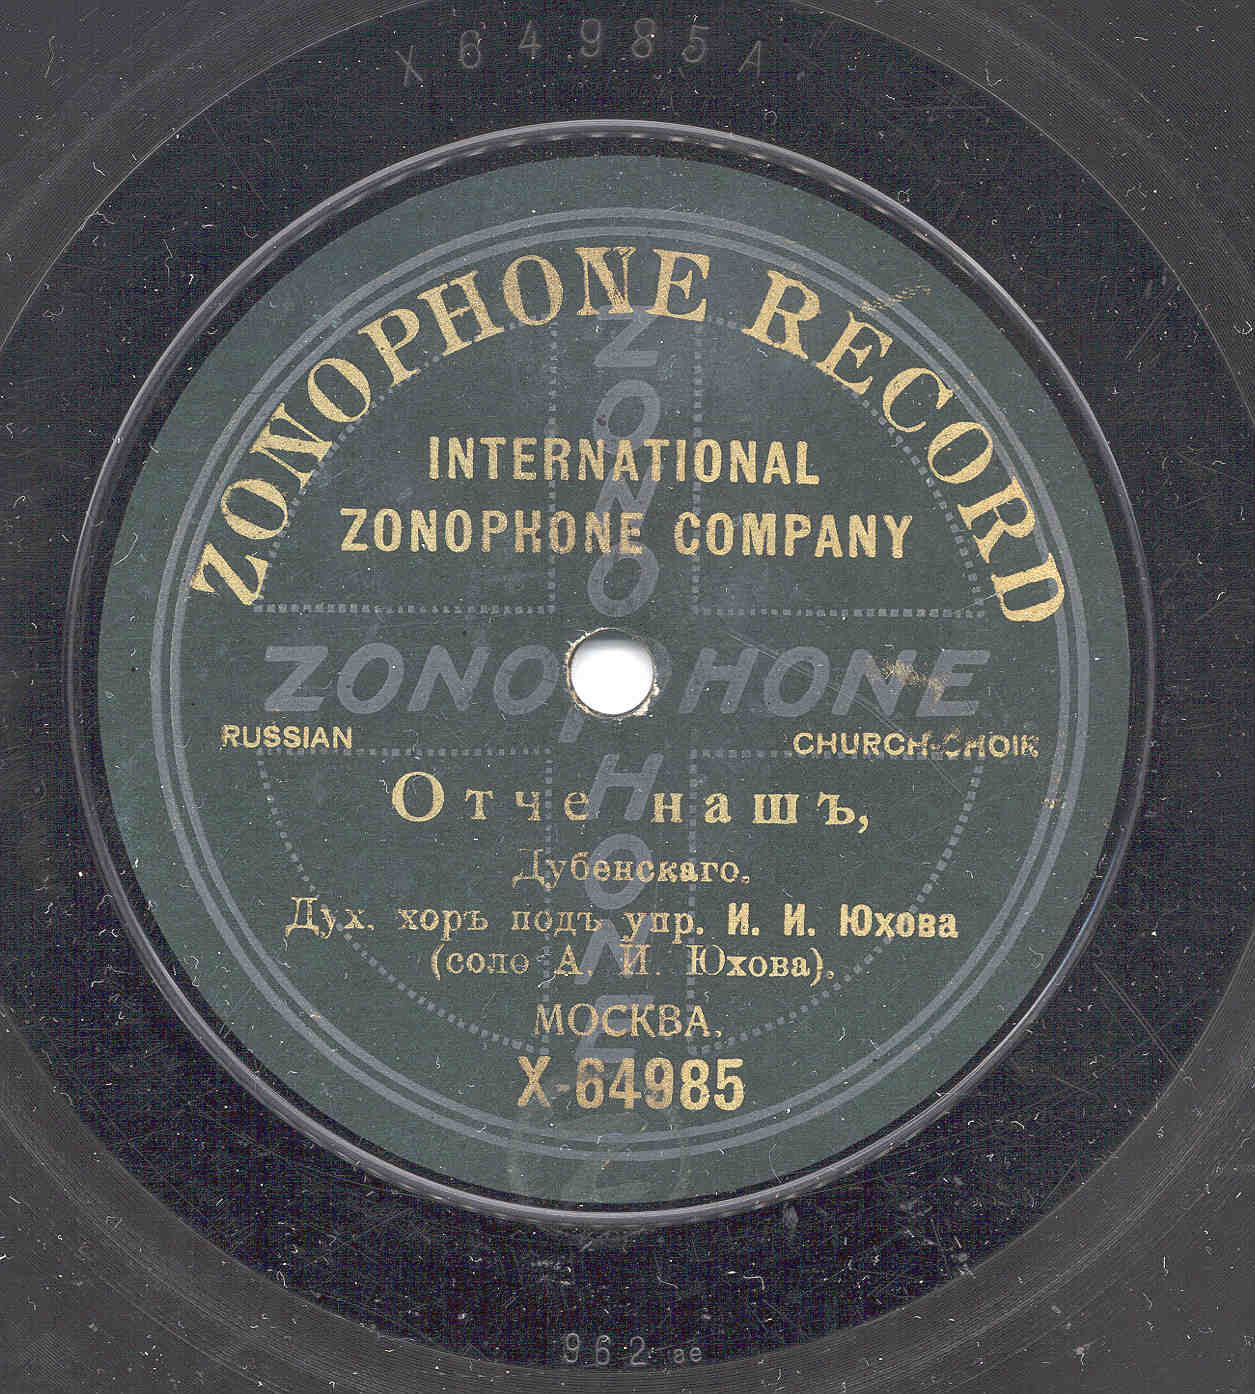 X 64985 A
ZONOPHONE RECORD
INTERNATIONAL
ZONOPHONE COMPANY
ZONOPHONE
ZONOPHONE
RUSSIAN CHURCH-CHOIR
Отче нашъ,
Дубенскаго.
Дух. хоръ подъ упр. И. И. Юхова
(соло А. И. Юхова).
МОСКВА.
X-64985
962 ae